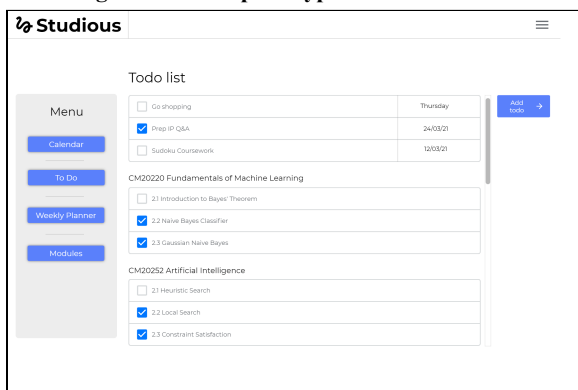 Studious
Todo list
Menu
Calendar
To Do
Weekly Planner
Modules
Go shopping Thursday
Prep IP Q&A 24/03/21
Sudoku Coursework 12/03/21
Add todo →
CM20220 Fundamentals of Machine Learning
2.1 Introduction to Bayes' Theorem
2.2 Naive Bayes Classifier
2.3 Gaussian Naive Bayes
CM20252 Artificial Intelligence
2.1 Heuristic Search
2.2 Local Search
2.3 Constraint Satisfaction